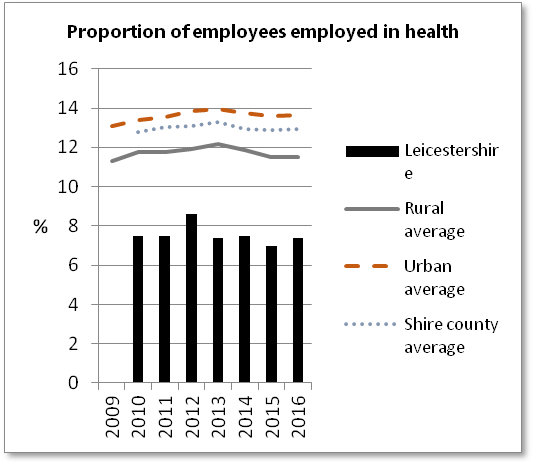 Proportion of employees employed in health
16
14
12
10
8
6
4
2
0
%
2009
2010
2011
2012
2013
2014
2015
2016
Leicestershir
e
Rural
average
Urban
average
Shire county
average